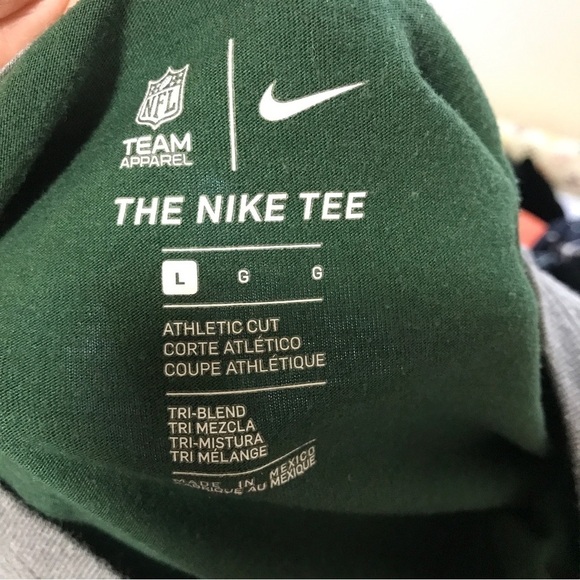 NFL
TEAM
APPAREL
THE NIKE TEE
L G G
ATHLETIC CUT
CORTE ATLÉTICO
COUPE ATHLÉTIQUE
TRI-BLEND
TRI MEZCLA
TRI-MISTURA
TRI MÉLANGE
MADE IN MEXICO
AU MEXIQUE